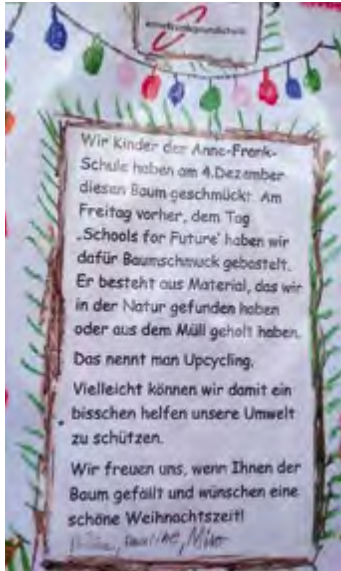 annefrankgrundschule
Wir Kinder der Anne-Frank-
Schule haben am 4.Dezember
diesen Baum geschmückt. Am
Freitag vorher, dem Tag
„Schools for Future' haben wir
dafür Baumschmuck gebastelt.
Er besteht aus Material, das wir
in der Natur gefunden haben
oder aus dem Müll geholt haben.
Das nennt man Upcycling.
Vielleicht können wir damit ein
bisschen helfen unsere Umwelt
zu schützen.
Wir freuen uns, wenn Ihnen der
Baum gefällt und wünschen eine
schöne Weihnachtszeit!
Pauline,